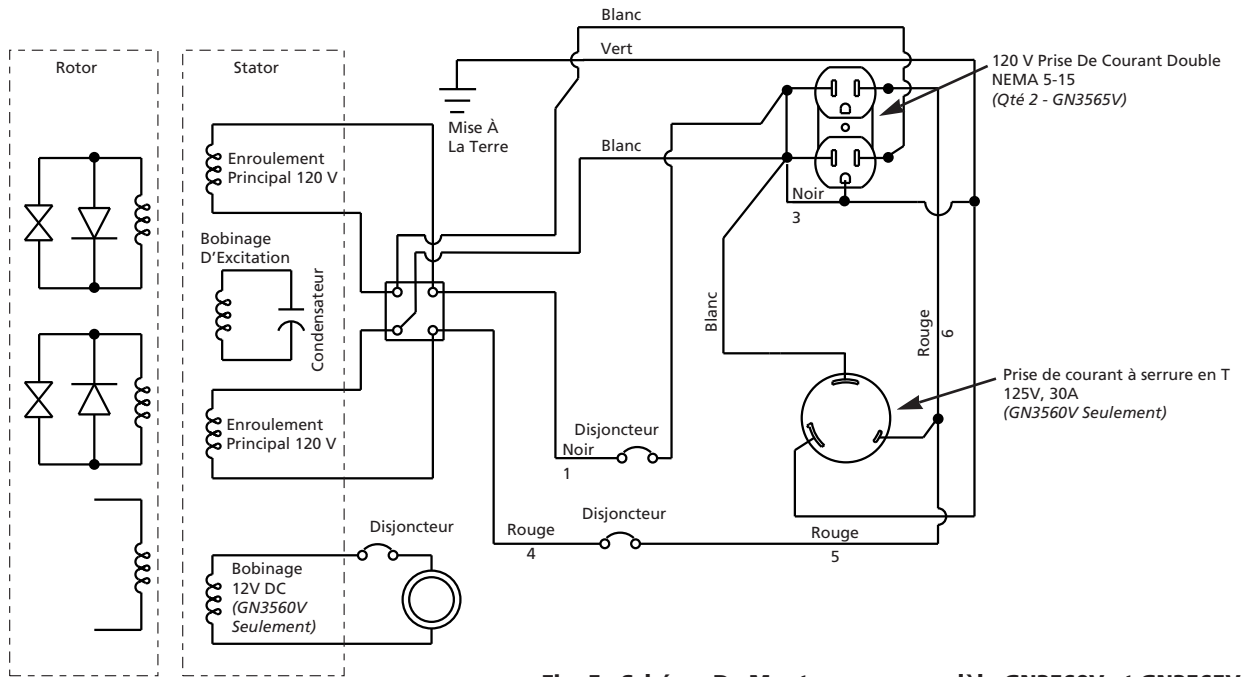 Rotor
Stator
Blanc
Vert
Mise À
La Terre
120 V Prise De Courant Double
NEMA 5-15
(Qté 2 - GN3565V)
Enroulement
Principal 120 V
Blanc
Noir
3
Bobinage
D'Excitation
Condensateur
Blanc
Rouge
6
Prise de courant à serrure en T
125V, 30A
(GN3560V Seulement)
Enroulement
Principal 120 V
Disjoncteur
Noir
1
Disjoncteur
Disjoncteur
Rouge
4
Rouge
5
Bobinage
12V DC
(GN3560V
Seulement)